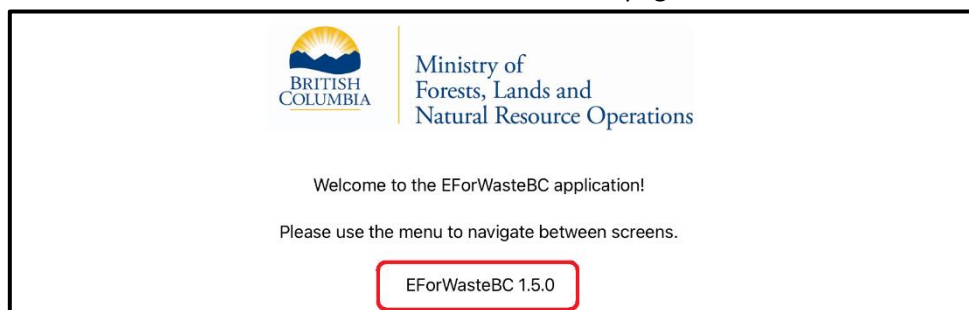 BRITISH
COLUMBIA
Ministry of
Forests, Lands and
Natural Resource Operations
Welcome to the EForWasteBC application!
Please use the menu to navigate between screens.
EForWasteBC 1.5.0